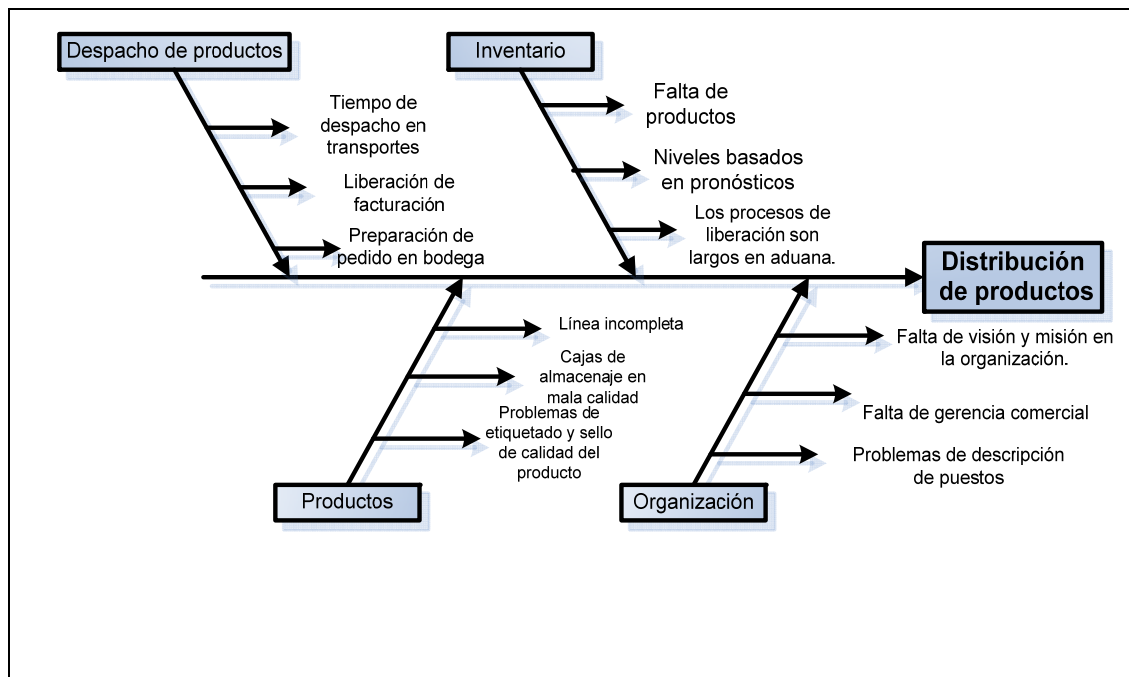 Despacho de productos
Tiempo de
despacho en
transportes
Liberación de
facturación
Preparación de
pedido en bodega
Inventario
Falta de
productos
Niveles basados
en pronósticos
Los procesos de
liberación son
largos en aduana.
Distribución
de productos
Línea incompleta
Cajas de
almacenaje en
mala calidad
Problemas de
etiquetado y sello
de calidad del
producto
Productos
Falta de visión y misión en
la organización.
Falta de gerencia comercial
Problemas de descripción
de puestos
Organización